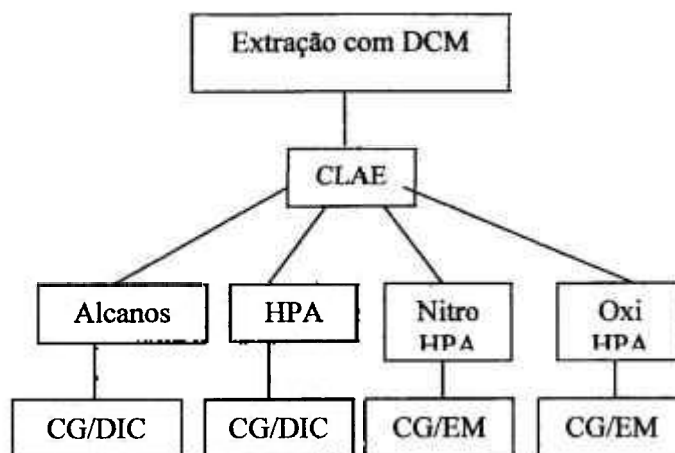 Extração com DCM
CLAE
Alcanos
HPA
Nitro
HPA
Oxi
HPA
CG/DIC
CG/DIC
CG/EM
CG/EM